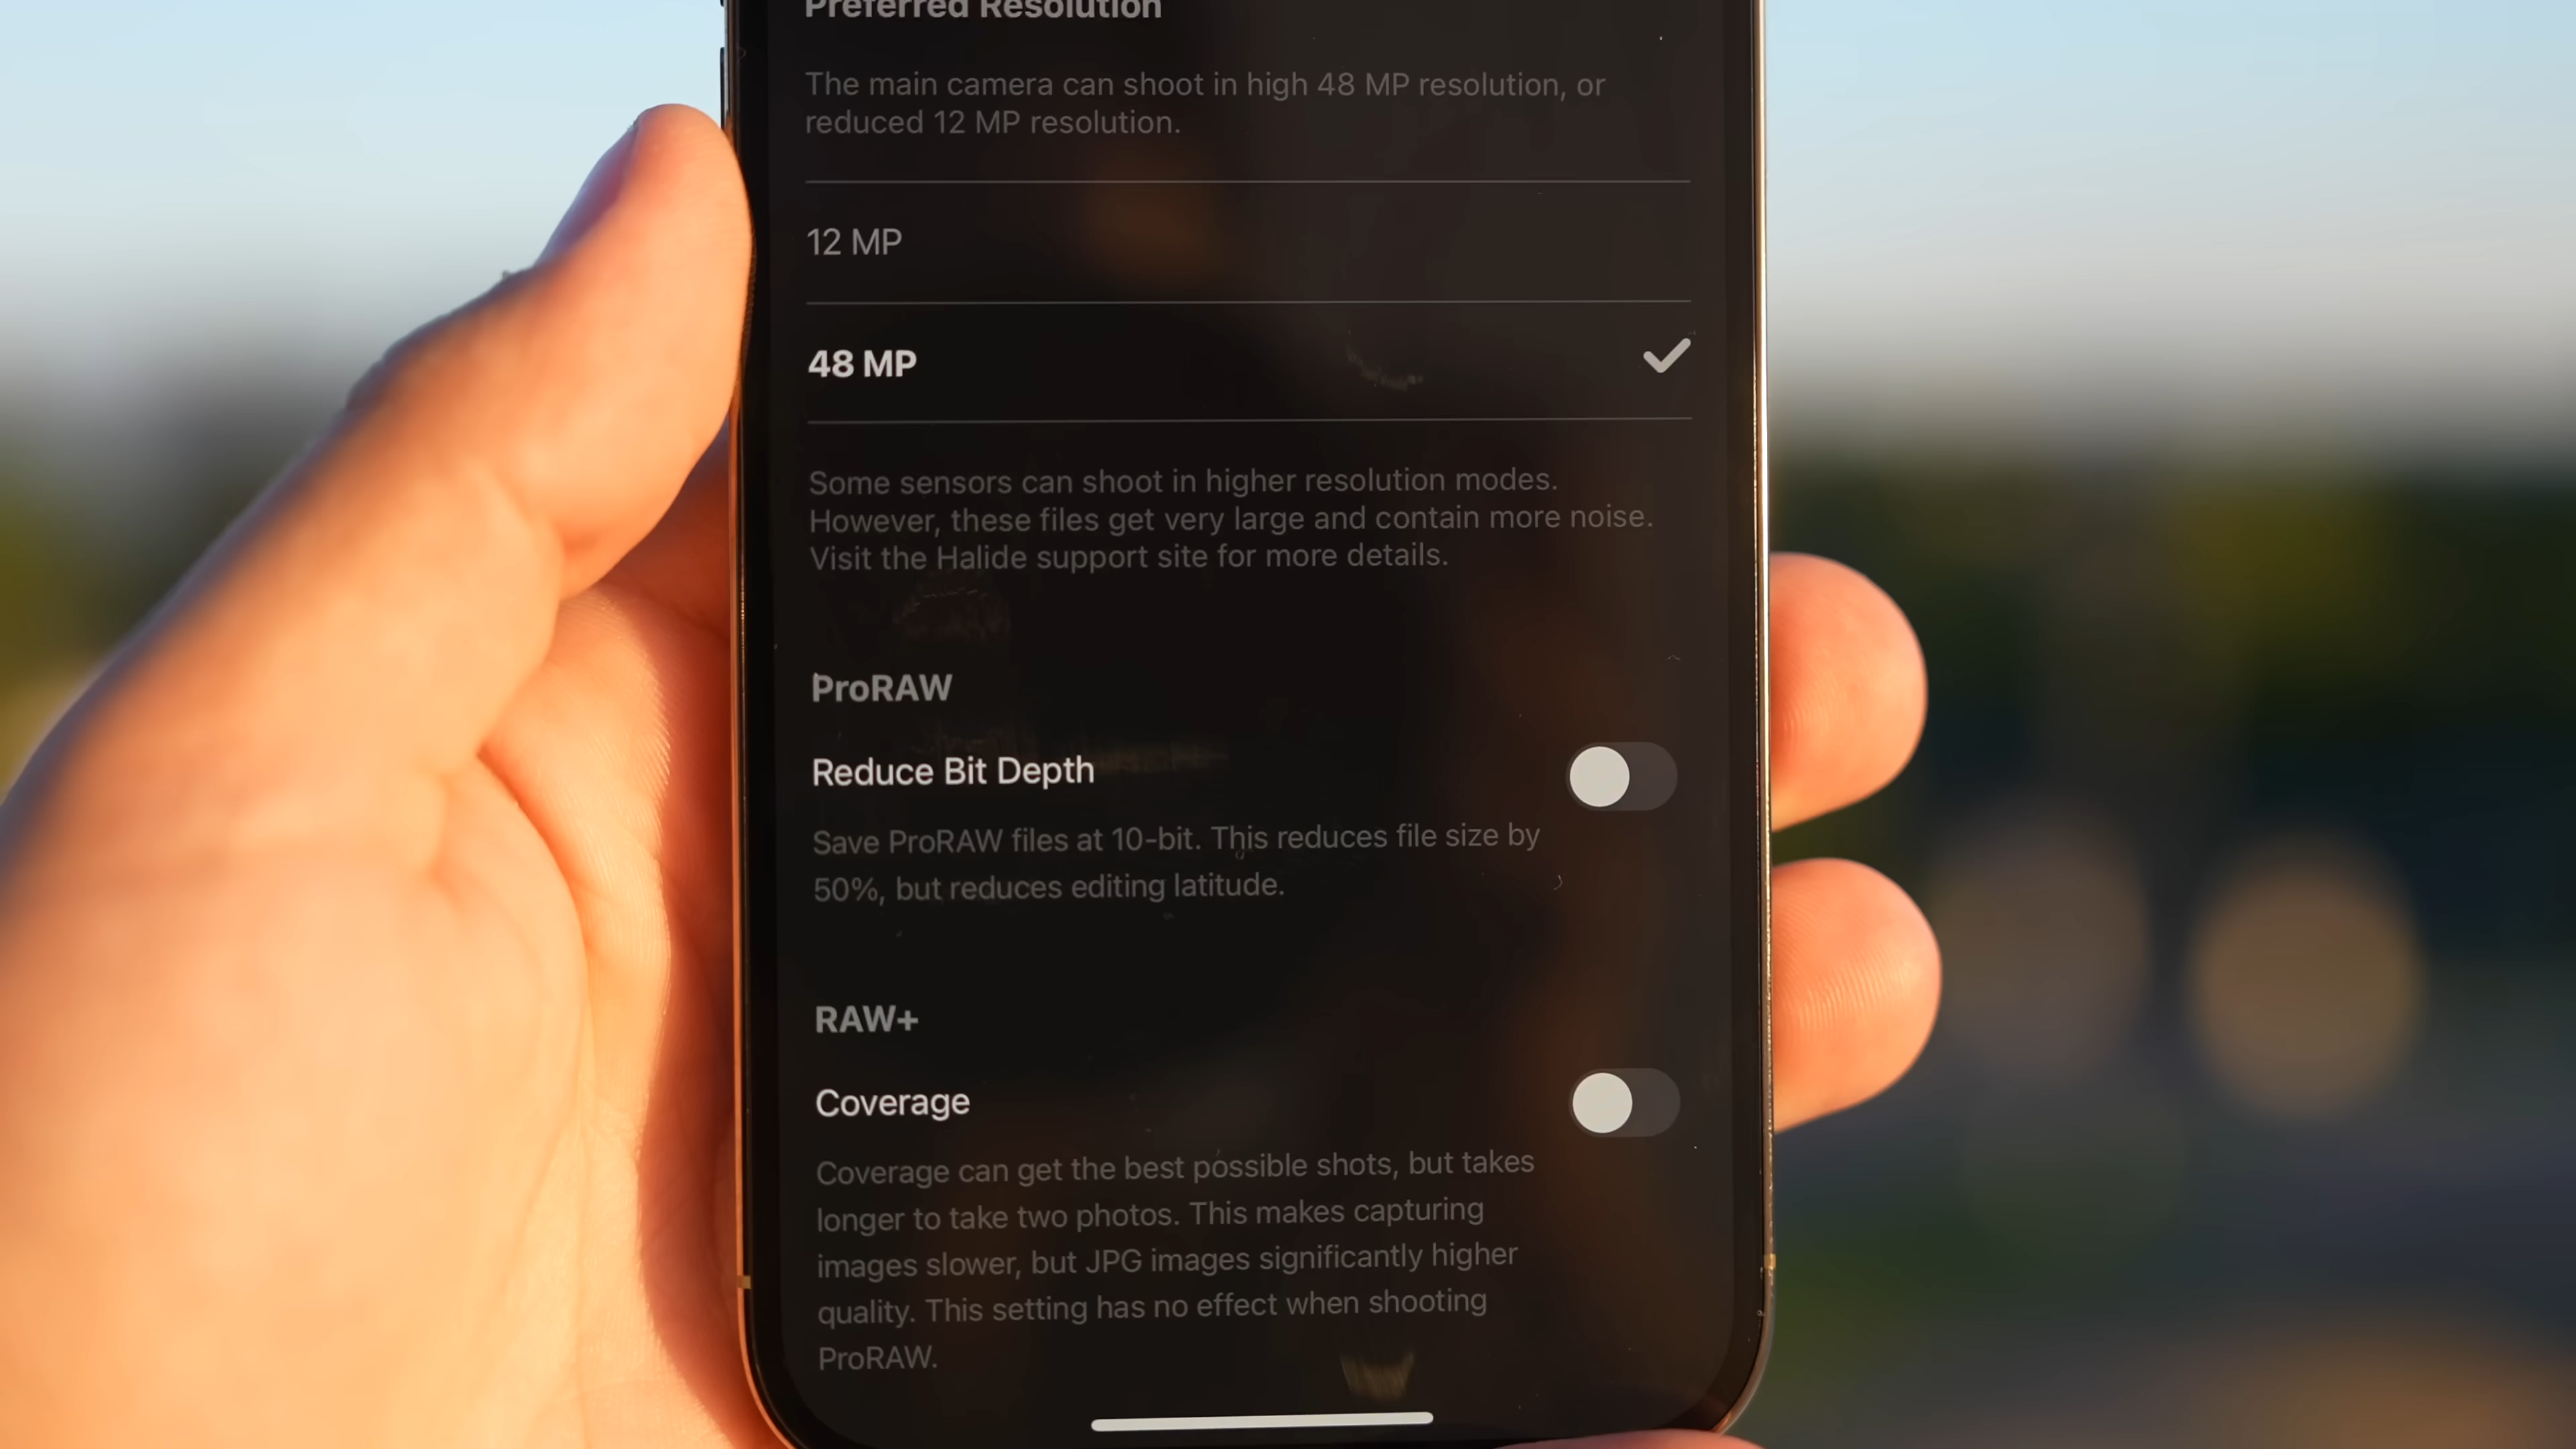 Preferred Resolution
The main camera can shoot in high 48 MP resolution, or
reduced 12 MP resolution.
12 MP
48 MP
Some sensors can shoot in higher resolution modes.
However, these files get very large and contain more noise.
Visit the Halide support site for more details.
ProRAW
Reduce Bit Depth
Save ProRAW files at 10-bit. This reduces file size by
50%, but reduces editing latitude.
RAW+
Coverage
Coverage can get the best possible shots, but takes
longer to take two photos. This makes capturing
images slower, but JPG images significantly higher
quality. This setting has no effect when shooting
ProRAW.